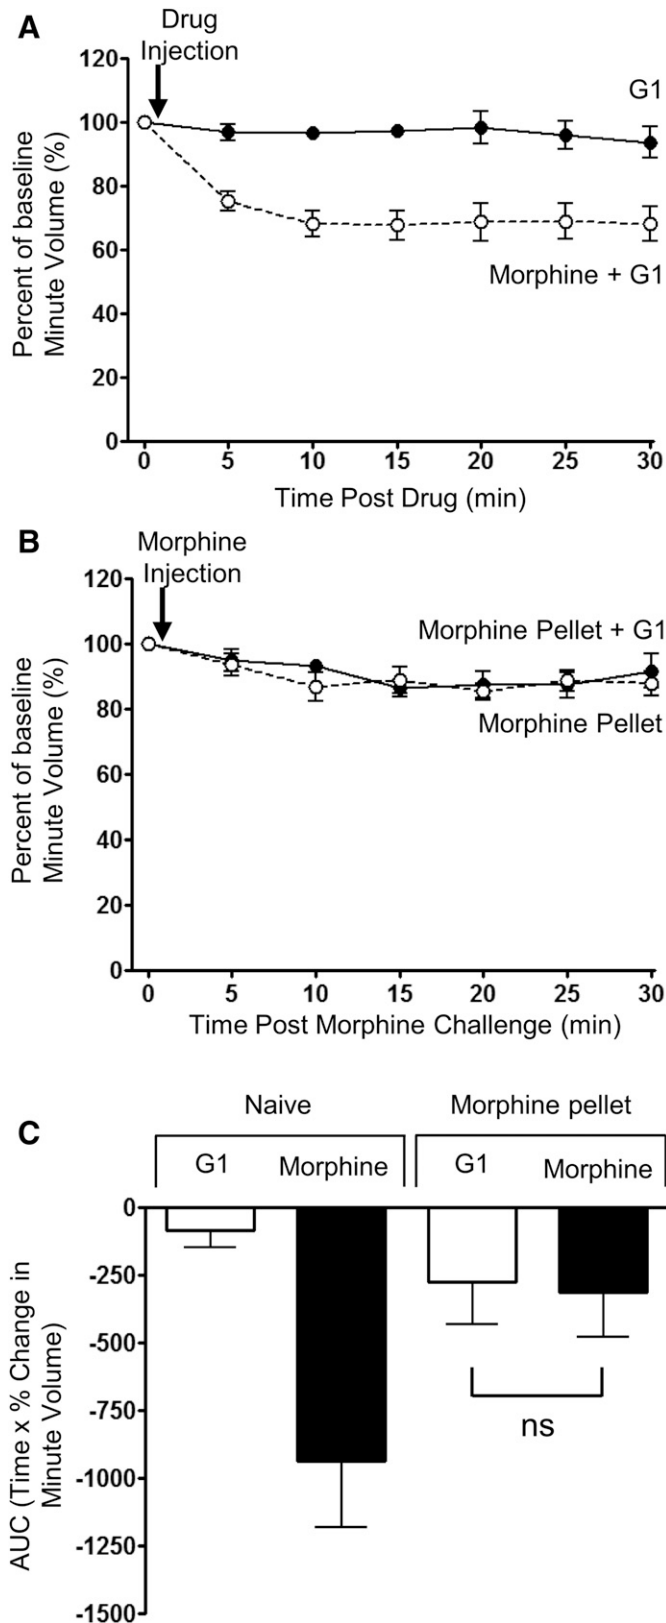 A
Drug
Injection
G1
Morphine + G1
Percent of baseline
Minute Volume (%)
120
100
80
60
40
20
0
0 5 10 15 20 25 30
Time Post Drug (min)
B
Morphine
Injection
Morphine Pellet + G1
Morphine Pellet
Percent of baseline
Minute Volume (%)
120
100
80
60
40
20
0
0 5 10 15 20 25 30
Time Post Morphine Challenge (min)
C
Naive Morphine pellet
G1 Morphine G1 Morphine
AUC (Time x % Change in
Minute Volume)
0
-250
-500
-750
-1000
-1250
-1500
ns